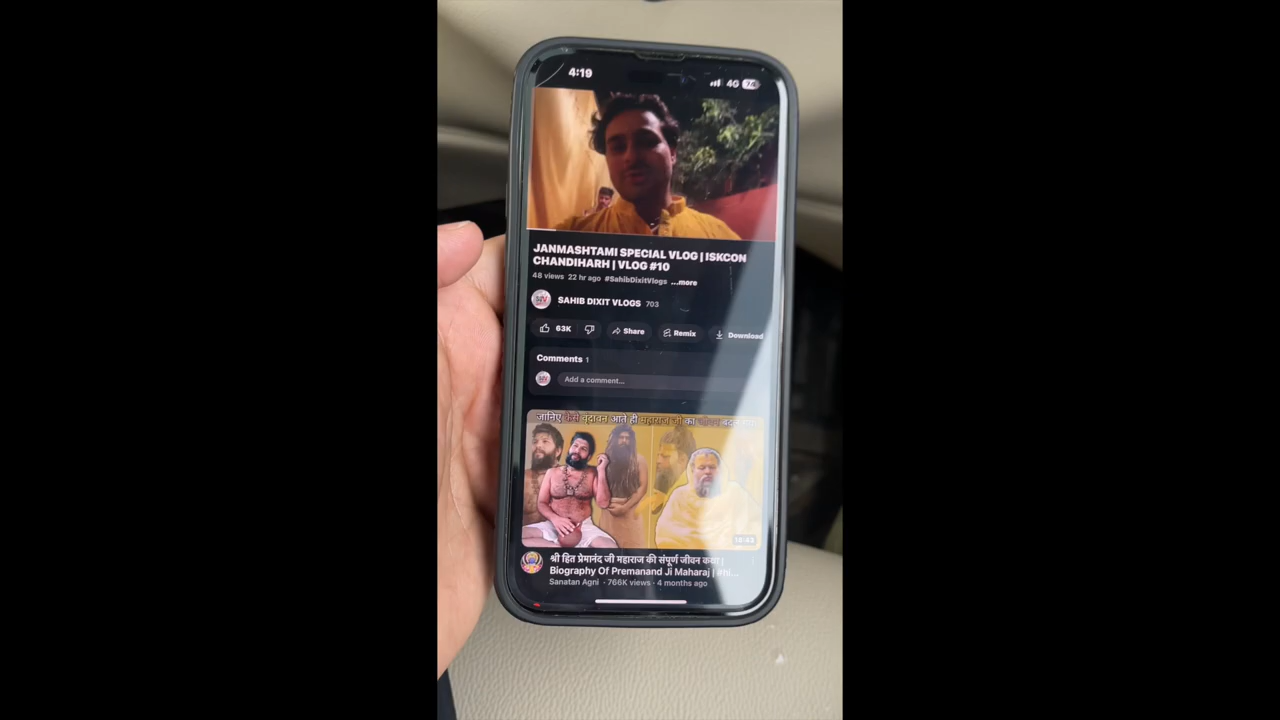 4:19
4G 74
JANMASHTAMI SPECIAL VLOG | ISKCON
CHANDIHARH | VLOG #10
48 views 22 hr ago #SahibDixitVlogs ...more
SAHIB DIXIT VLOGS 703
63K Share Remix Download
Comments 1
Add a comment...
जानिए कैसे वृंदावन आते ही महाराज जी का जीवन बदल
श्री हित प्रेमानंद जी महाराज की संपूर्ण जीवन कथा |
Biography Of Premanand Ji Maharaj | #ni...
Sanatan Agni · 766K views · 4 months ago